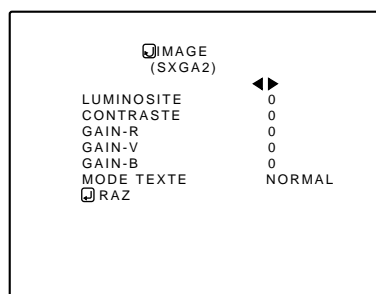 IMAGE
(SXGA2)
LUMINOSITE 0
CONTRASTE 0
GAIN-R 0
GAIN-V 0
GAIN-B 0
MODE TEXTE NORMAL
RAZ